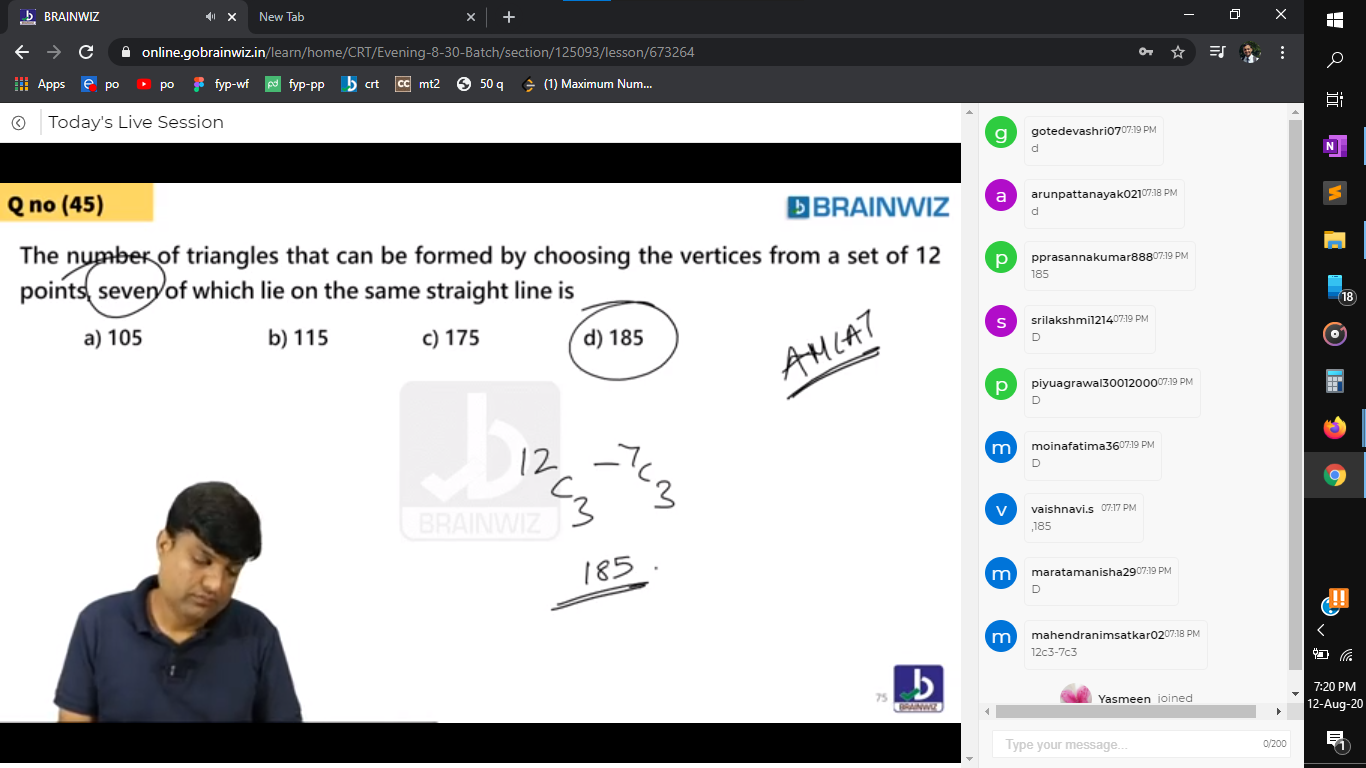 BRAINWIZ
New Tab
online.gobrainwiz.in/learn/home/CRT/Evening-8-30-Batch/section/125093/lesson/673264
Apps po po fyp-wf fyp-pp crt CC mt2 50 q (1) Maximum Num...
Today's Live Session
Q no (45)
BRAINWIZ
The number of triangles that can be formed by choosing the vertices from a set of 12
points, seven of which lie on the same straight line is
a) 105 b) 115 c) 175 d) 185
AMCAT
12C3 - 7C3
BRAINWIZ
185
75
BRAINWIZ
g gotedevashri07 07:19 PM
d
a arunpattanayak021 07:18 PM
d
p pprasannakumar888 07:19 PM
185
s srilakshmi1214 07:19 PM
D
p piyuagrawal30012000 07:19 PM
D
m moinafatima36 07:19 PM
D
v vaishnavi.s 07:17 PM
,185
m maratamanisha29 07:19 PM
D
m mahendranimsatkar02 07:18 PM
12c3-7c3
Yasmeen joined
Type your message... 0/200
N
18
7:20 PM
12-Aug-20
1